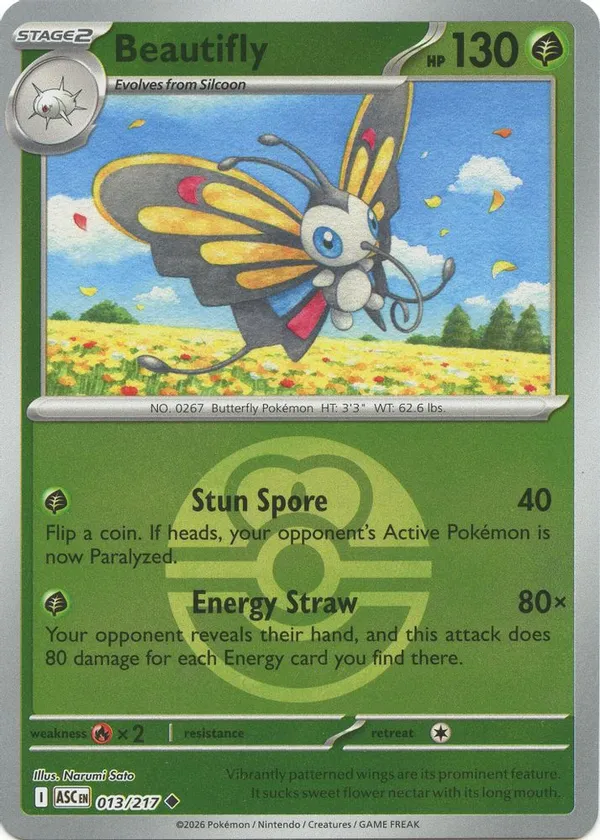 STAGE2
Beautifly
HP 130
Evolves from Silcoon
NO. 0267 Butterfly Pokémon HT: 3'3" WT: 62.6 lbs.
Stun Spore 40
Flip a coin. If heads, your opponent's Active Pokémon is
now Paralyzed.
Energy Straw 80×
Your opponent reveals their hand, and this attack does
80 damage for each Energy card you find there.
weakness ×2 resistance retreat
Illus. Narumi Sato
I ASC EN 013/217
Vibrantly patterned wings are its prominent feature.
It sucks sweet flower nectar with its long mouth.
©2026 Pokémon / Nintendo / Creatures / GAME FREAK